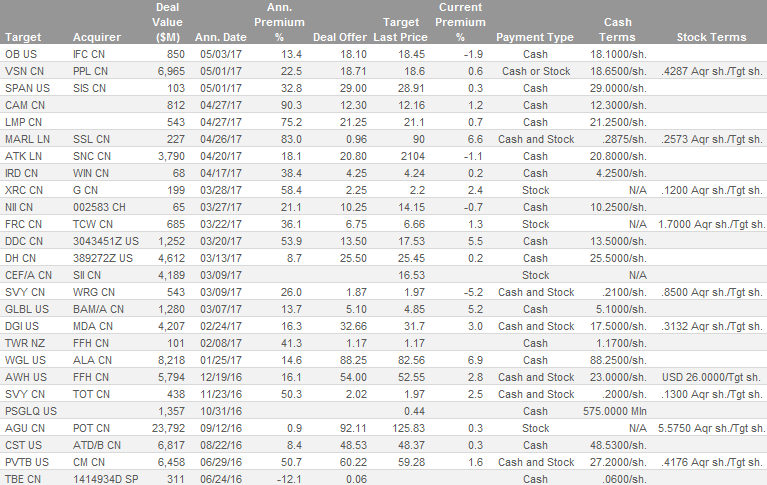 Deal Ann. Current
Value Premium Target Premium Cash
Target Acquirer ($M) Ann. Date % Deal Offer Last Price % Payment Type Terms Stock Terms
OB US IFC CN 850 05/03/17 13.4 18.10 18.45 -1.9 Cash 18.1000/sh.
VSN CN PPL CN 6,965 05/01/17 22.5 18.71 18.6 0.6 Cash or Stock 18.6500/sh. .4287 Aqr sh./Tgt sh.
SPAN US SIS CN 103 05/01/17 32.8 29.00 28.91 0.3 Cash 29.0000/sh.
CAM CN 812 04/27/17 90.3 12.30 12.16 1.2 Cash 12.3000/sh.
LMP CN 543 04/27/17 75.2 21.25 21.1 0.7 Cash 21.2500/sh.
MARL LN SSL CN 227 04/26/17 83.0 0.96 90 6.6 Cash and Stock .2875/sh. .2573 Aqr sh./Tgt sh.
ATK LN SNC CN 3,790 04/20/17 18.1 20.80 2104 -1.1 Cash 20.8000/sh.
IRD CN WIN CN 68 04/17/17 38.4 4.25 4.24 0.2 Cash 4.2500/sh.
XRC CN G CN 199 03/28/17 58.4 2.25 2.2 2.4 Stock N/A .1200 Aqr sh./Tgt sh.
NII CN 002583 CH 65 03/27/17 21.1 10.25 14.15 -0.7 Cash 10.2500/sh.
FRC CN TCW CN 685 03/22/17 36.1 6.75 6.66 1.3 Stock N/A 1.7000 Aqr sh./Tgt sh.
DDC CN 3043451Z US 1,252 03/20/17 53.9 13.50 17.53 5.5 Cash 13.5000/sh.
DH CN 389272Z US 4,612 03/13/17 8.7 25.50 25.45 0.2 Cash 25.5000/sh.
CEF/A CN SII CN 4,189 03/09/17 16.53 Stock N/A
SVY CN WRG CN 543 03/09/17 26.0 1.87 1.97 -5.2 Cash and Stock .2100/sh. .8500 Aqr sh./Tgt sh.
GLBL US BAM/A CN 1,280 03/07/17 13.7 5.10 4.85 5.2 Cash 5.1000/sh.
DGI US MDA CN 4,207 02/24/17 16.3 32.66 31.7 3.0 Cash and Stock 17.5000/sh. .3132 Aqr sh./Tgt sh.
TWR NZ FFH CN 101 02/08/17 41.3 1.17 1.17 Cash 1.1700/sh.
WGL US ALA CN 8,218 01/25/17 14.6 88.25 82.56 6.9 Cash 88.2500/sh.
AWH US FFH CN 5,794 12/19/16 16.1 54.00 52.55 2.8 Cash and Stock 23.0000/sh. USD 26.0000/Tgt sh.
SVY CN TOT CN 438 11/23/16 50.3 2.02 1.97 2.5 Cash and Stock .2000/sh. .1300 Aqr sh./Tgt sh.
PSGLQ US 1,357 10/31/16 0.44 Cash 575.0000 Mln
AGU CN POT CN 23,792 09/12/16 0.9 92.11 125.83 0.3 Stock N/A 5.5750 Aqr sh./Tgt sh.
CST US ATD/B CN 6,817 08/22/16 8.4 48.53 48.37 0.3 Cash 48.5300/sh.
PVTB US CM CN 6,458 06/29/16 50.7 60.22 59.28 1.6 Cash and Stock 27.2000/sh. .4176 Aqr sh./Tgt sh.
TBE CN 1414934D SP 311 06/24/16 -12.1 0.06 Cash .0600/sh.